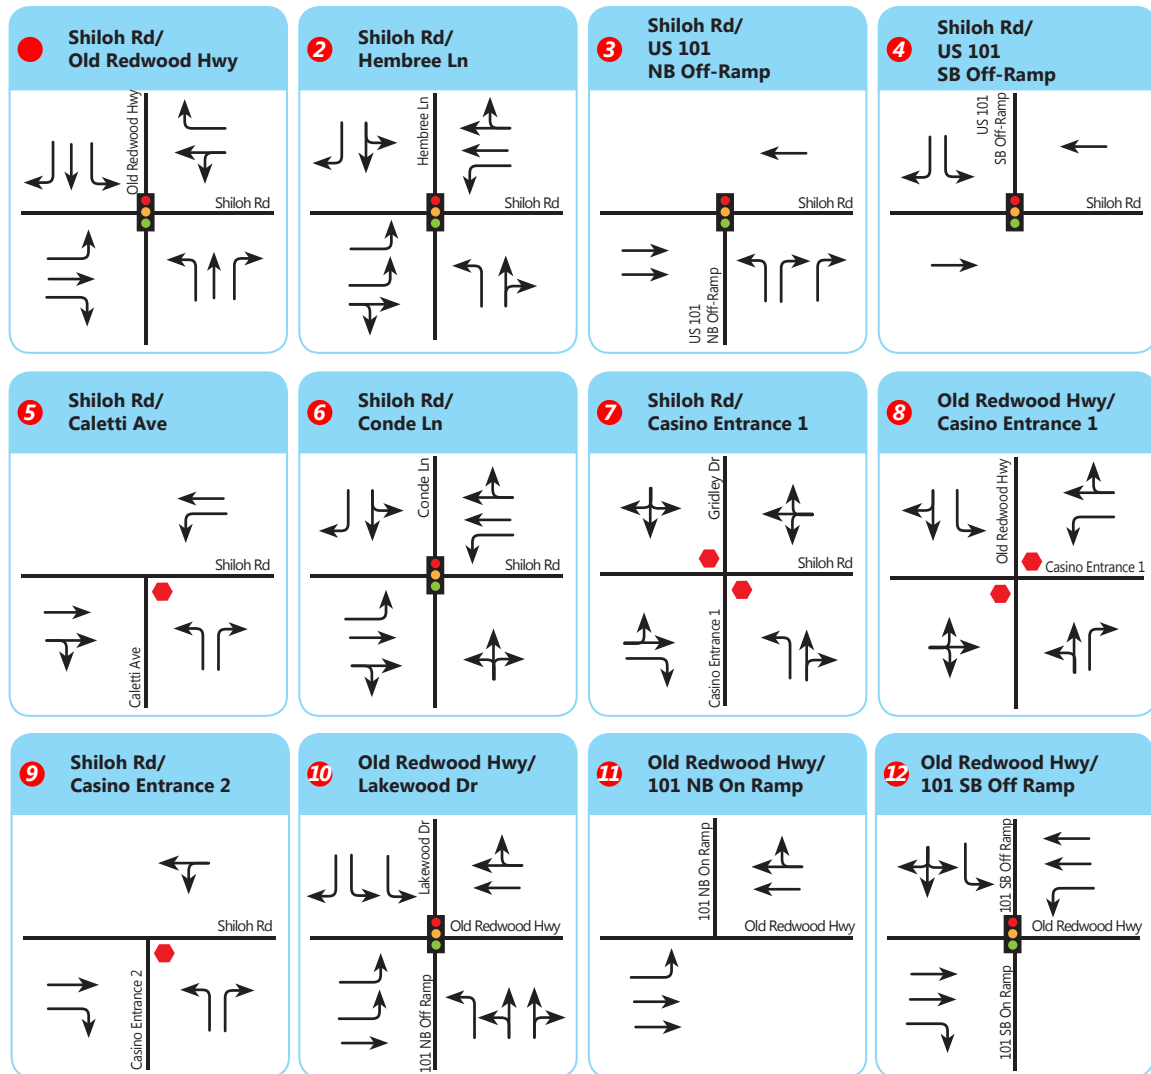 Shiloh Rd/
Old Redwood Hwy
Old Redwood Hwy
Shiloh Rd
2
Shiloh Rd/
Hembree Ln
Hembree Ln
Shiloh Rd
3
Shiloh Rd/
US 101
NB Off-Ramp
Shiloh Rd
US 101
NB Off-Ramp
4
Shiloh Rd/
US 101
SB Off-Ramp
US 101
SB Off-Ramp
Shiloh Rd
5
Shiloh Rd/
Caletti Ave
Shiloh Rd
Caletti Ave
6
Shiloh Rd/
Conde Ln
Conde Ln
Shiloh Rd
7
Shiloh Rd/
Casino Entrance 1
Gridley Dr
Shiloh Rd
Casino Entrance 1
8
Old Redwood Hwy/
Casino Entrance 1
Old Redwood Hwy
Casino Entrance 1
9
Shiloh Rd/
Casino Entrance 2
Shiloh Rd
Casino Entrance 2
10
Old Redwood Hwy/
Lakewood Dr
Lakewood Dr
Old Redwood Hwy
101 NB Off Ramp
11
Old Redwood Hwy/
101 NB On Ramp
101 NB On Ramp
Old Redwood Hwy
12
Old Redwood Hwy/
101 SB Off Ramp
101 SB Off Ramp
Old Redwood Hwy
101 SB On Ramp